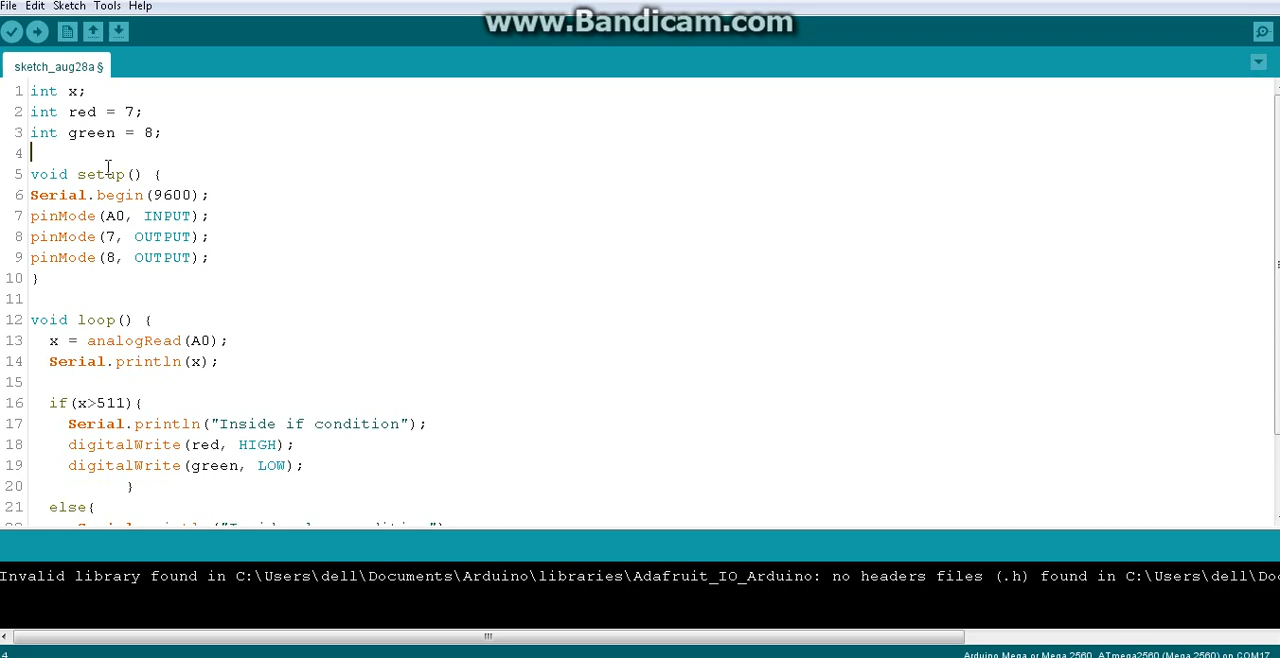 File Edit Sketch Tools Help
www.Bandicam.com
sketch_aug28a §
1 int x;
2 int red = 7;
3 int green = 8;
4
5 void setup() {
6 Serial.begin(9600);
7 pinMode(A0, INPUT);
8 pinMode(7, OUTPUT);
9 pinMode(8, OUTPUT);
10 }
11
12 void loop() {
13 x = analogRead(A0);
14 Serial.println(x);
15
16 if(x>511){
17 Serial.println("Inside if condition");
18 digitalWrite(red, HIGH);
19 digitalWrite(green, LOW);
20 }
21 else{
Invalid library found in C:\Users\dell\Documents\Arduino\libraries\Adafruit_IO_Arduino: no headers files (.h) found in C:\Users\dell\Do
4 Arduino Mega or Mega 2560, ATmega2560 (Mega 2560) on COM17